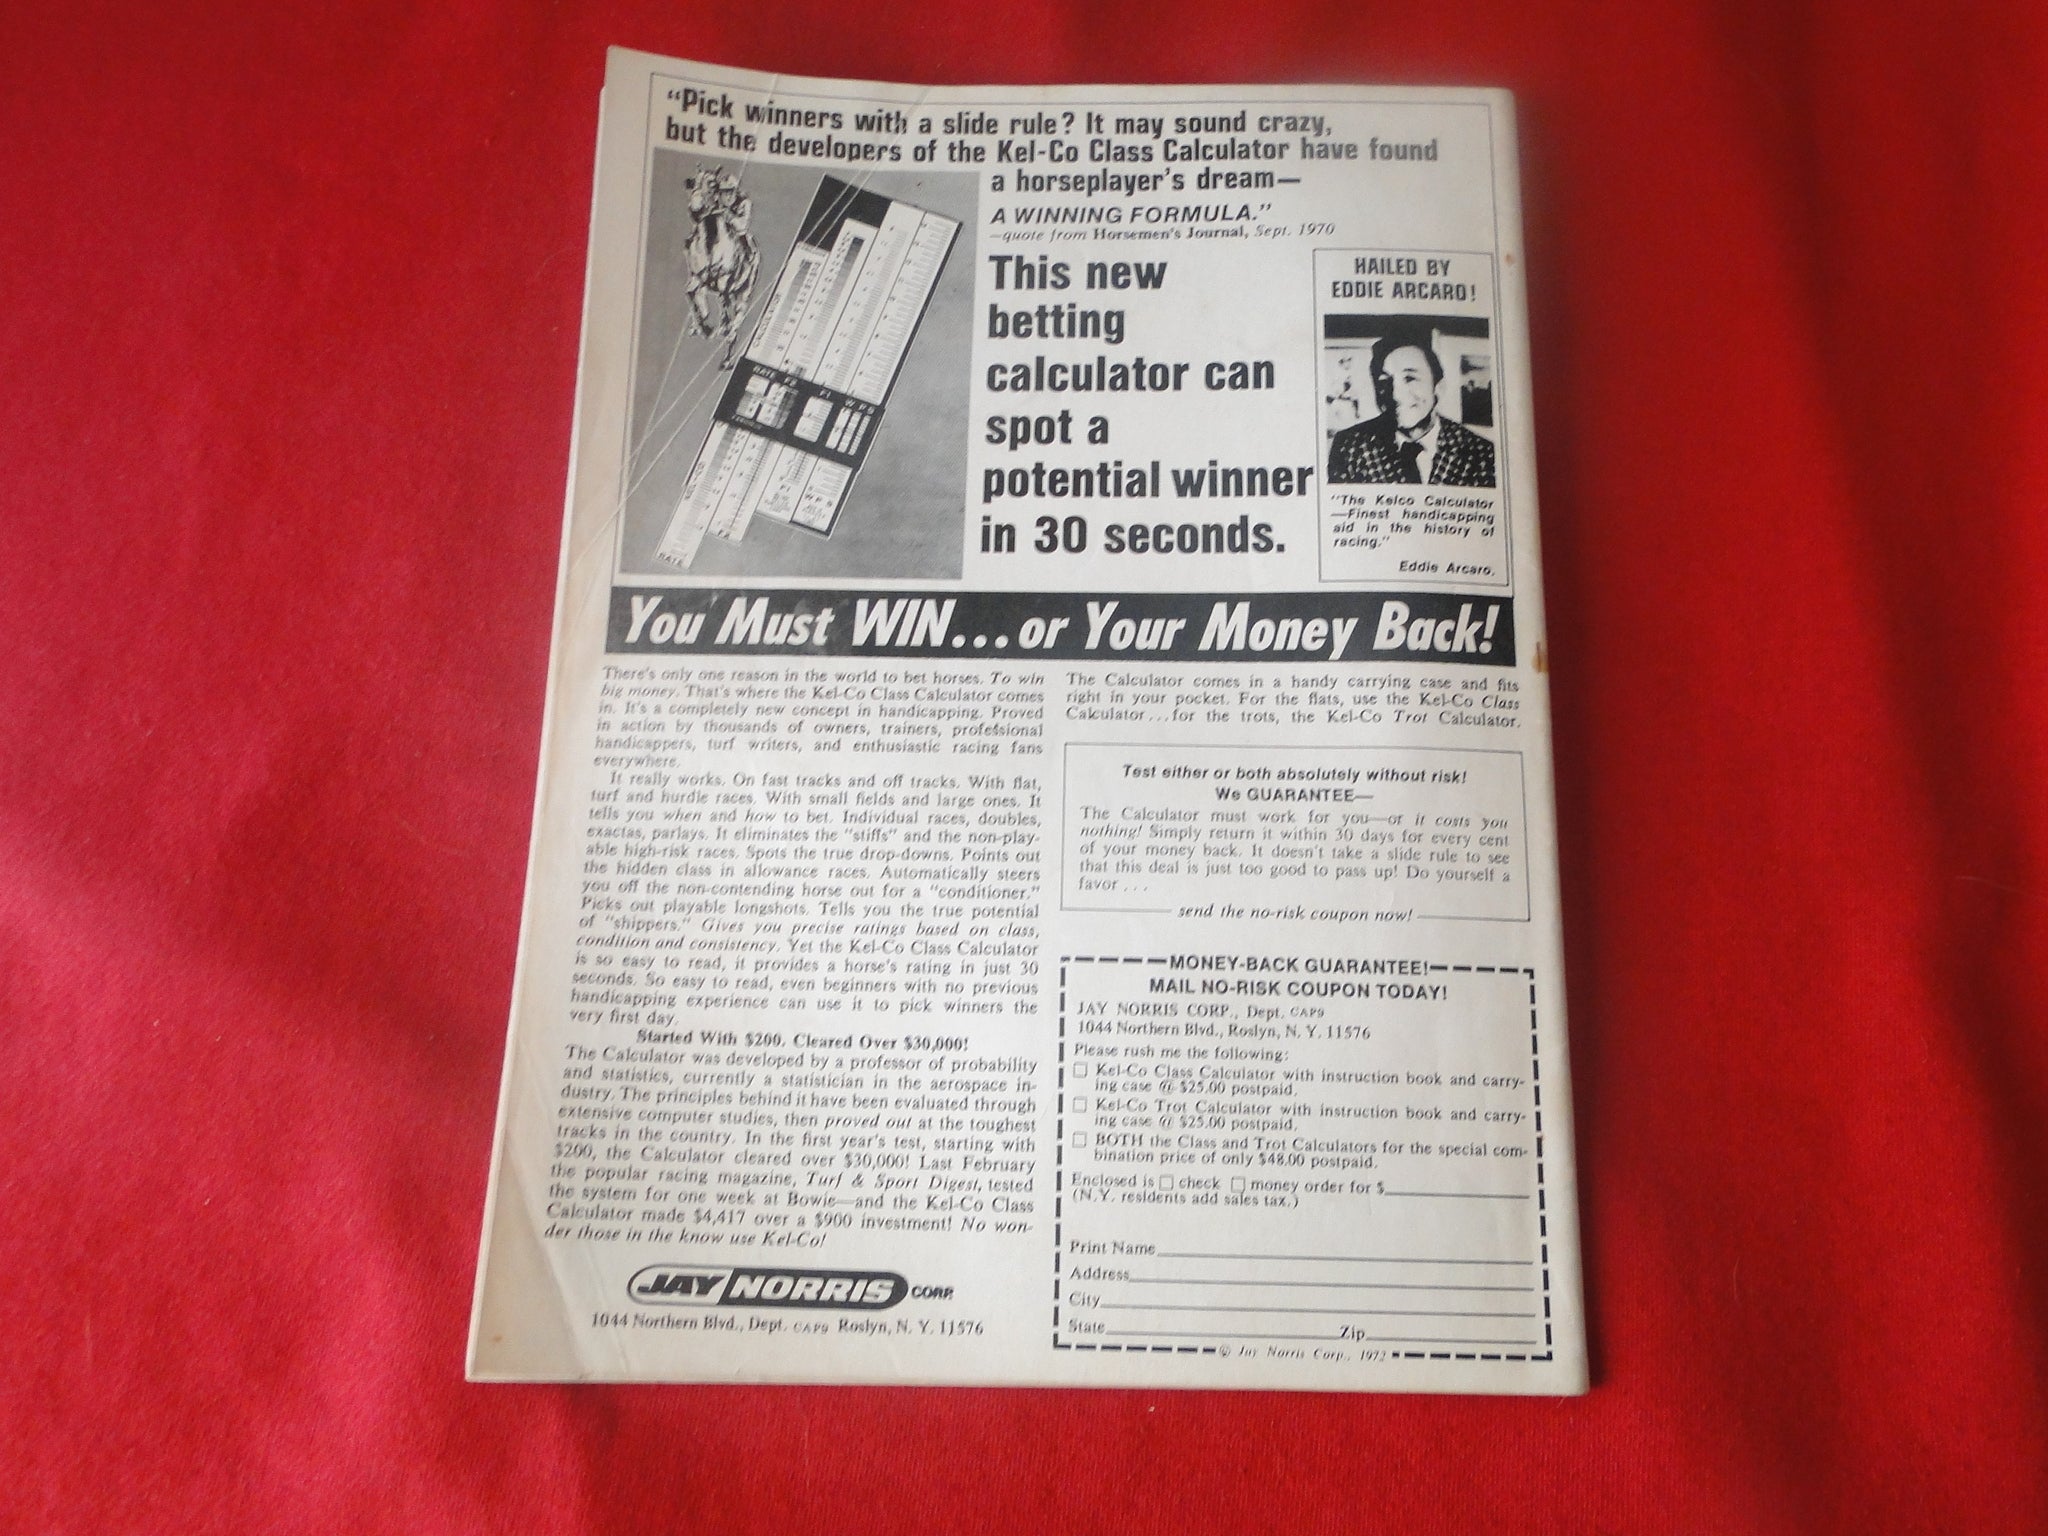 "Pick winners with a slide rule? It may sound crazy,
but the developers of the Kel-Co Class Calculator have found
a horseplayer's dream—
A WINNING FORMULA."
—quote from Horsemen's Journal, Sept. 1970
CALCULATOR
RATE F2 F1 W P S
RATE
F2
F1
W P S
This new
betting
calculator can
spot a
potential winner
in 30 seconds.
HAILED BY
EDDIE ARCARO!
"The Kelco Calculator
—Finest handicapping
aid in the history of
racing."
Eddie Arcaro.
You Must WIN...or Your Money Back!
There's only one reason in the world to bet horses. To win
big money. That's where the Kel-Co Class Calculator comes
in. It's a completely new concept in handicapping. Proved
in action by thousands of owners, trainers, professional
handicappers, turf writers, and enthusiastic racing fans
everywhere.
It really works. On fast tracks and off tracks. With flat,
turf and hurdle races. With small fields and large ones. It
tells you when and how to bet. Individual races, doubles,
exactas, parlays. It eliminates the "stiffs" and the non-play-
able high-risk races. Spots the true drop-downs. Points out
the hidden class in allowance races. Automatically steers
you off the non-contending horse out for a "conditioner."
Picks out playable longshots. Tells you the true potential
of "shippers." Gives you precise ratings based on class,
condition and consistency. Yet the Kel-Co Class Calculator
is so easy to read, it provides a horse's rating in just 30
seconds. So easy to read, even beginners with no previous
handicapping experience can use it to pick winners the
very first day.
Started With $200, Cleared Over $30,000!
The Calculator was developed by a professor of probability
and statistics, currently a statistician in the aerospace in-
dustry. The principles behind it have been evaluated through
extensive computer studies, then proved out at the toughest
tracks in the country. In the first year's test, starting with
$200, the Calculator cleared over $30,000! Last February
the popular racing magazine, Turf & Sport Digest, tested
the system for one week at Bowie—and the Kel-Co Class
Calculator made $4,417 over a $900 investment! No won-
der those in the know use Kel-Co!
JAY NORRIS CORP.
1044 Northern Blvd., Dept. CAP9 Roslyn, N. Y. 11576
The Calculator comes in a handy carrying case and fits
right in your pocket. For the flats, use the Kel-Co Class
Calculator...for the trots, the Kel-Co Trot Calculator.
Test either or both absolutely without risk!
We GUARANTEE—
The Calculator must work for you—or it costs you
nothing! Simply return it within 30 days for every cent
of your money back. It doesn't take a slide rule to see
that this deal is just too good to pass up! Do yourself a
favor . . .
send the no-risk coupon now!
MONEY-BACK GUARANTEE!
MAIL NO-RISK COUPON TODAY!
JAY NORRIS CORP., Dept. CAP9
1044 Northern Blvd., Roslyn, N. Y. 11576
Please rush me the following:
Kel-Co Class Calculator with instruction book and carry-
ing case @ $25.00 postpaid.
Kel-Co Trot Calculator with instruction book and carry-
ing case @ $25.00 postpaid.
BOTH the Class and Trot Calculators for the special com-
bination price of only $48.00 postpaid.
Enclosed is check money order for $
(N.Y. residents add sales tax.)
Print Name
Address
City
State Zip
© Jay Norris Corp., 1972